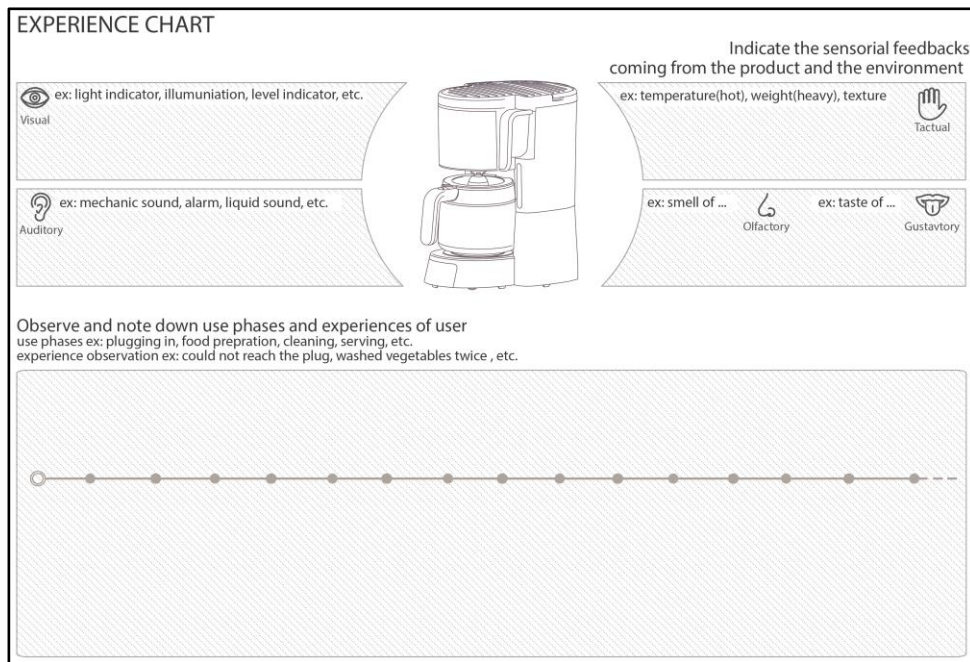 EXPERIENCE CHART
Indicate the sensorial feedbacks
coming from the product and the environment
ex: light indicator, illumuniation, level indicator, etc.
Visual
ex: temperature(hot), weight(heavy), texture
Tactual
ex: mechanic sound, alarm, liquid sound, etc.
Auditory
ex: smell of ...
Olfactory
ex: taste of ...
Gustavtory
Observe and note down use phases and experiences of user
use phases ex: plugging in, food prepration, cleaning, serving, etc.
experience observation ex: could not reach the plug, washed vegetables twice , etc.